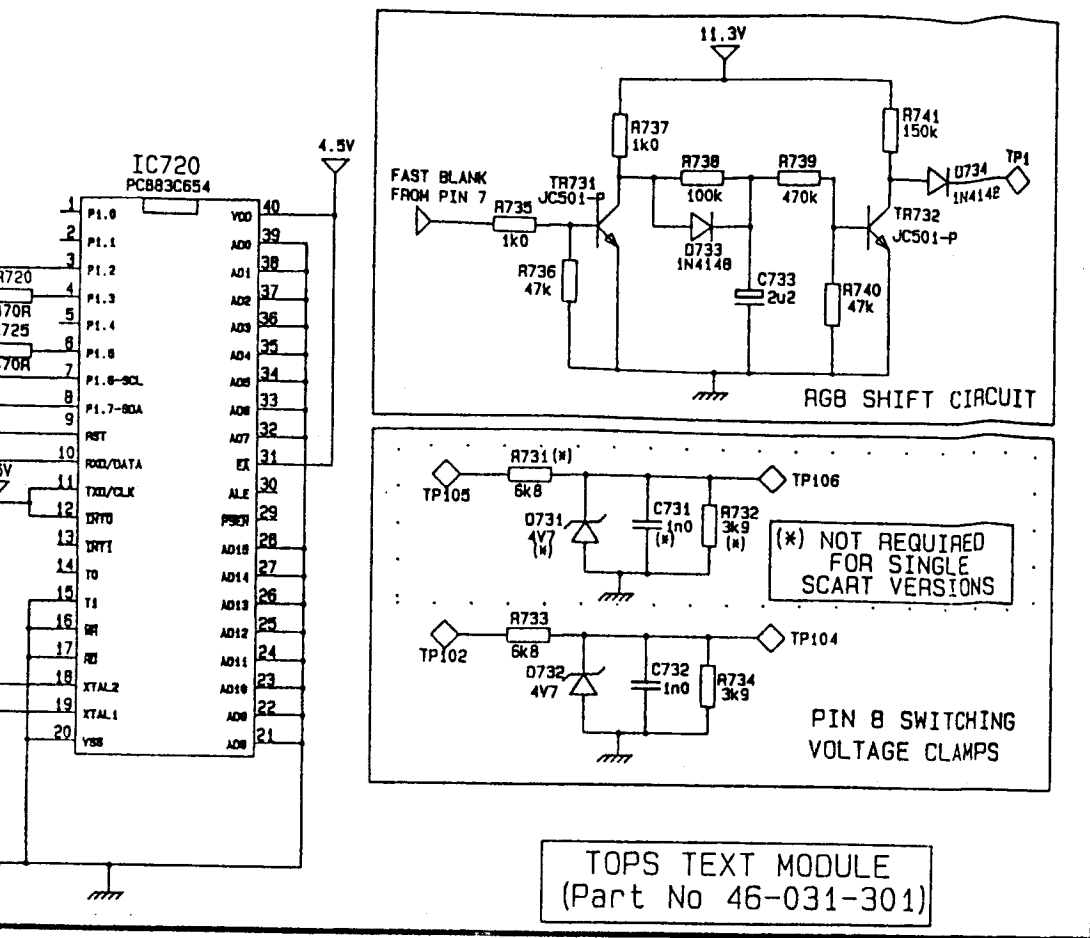 11.3V
R737
1k0
R741
150k
FAST BLANK
FROM PIN 7
TR731
JC501-P
R738
100k
R739
470k
D734
1N4148
TP1
R735
1k0
D733
1N4148
TR732
JC501-P
R736
47k
C733
2u2
R740
47k
RGB SHIFT CIRCUIT
4.5V
IC720
PC883C654
1 P1.0
2 P1.1
3 P1.2
4 P1.3
5 P1.4
6
7 P1.6-SCL
8 P1.7-SDA
9 RST
10 RXD/DATA
11 TXD/CLK
12 INT0
13 INT1
14 T0
15 T1
16 WR
17 RD
18 XTAL2
19 XTAL1
20 VSS
VDD 40
AD0 39
AD1 38
AD2 37
AD3 36
AD4 35
AD5 34
AD6 33
AD7 32
EA 31
ALE 30
PSEN 29
AD15 28
AD14 27
AD13 26
AD12 25
AD11 24
AD10 23
AD9 22
AD8 21
R720
70R
725
70R
TP105
R731 (*)
6k8
D731
4V7
(*)
C731
1n0
(*)
R732
3k9
(*)
TP106
(*) NOT REQUIRED
FOR SINGLE
SCART VERSIONS
TP102
R733
6k8
D732
4V7
C732
1n0
R734
3k9
TP104
PIN 8 SWITCHING
VOLTAGE CLAMPS
TOPS TEXT MODULE
(Part No 46-031-301)